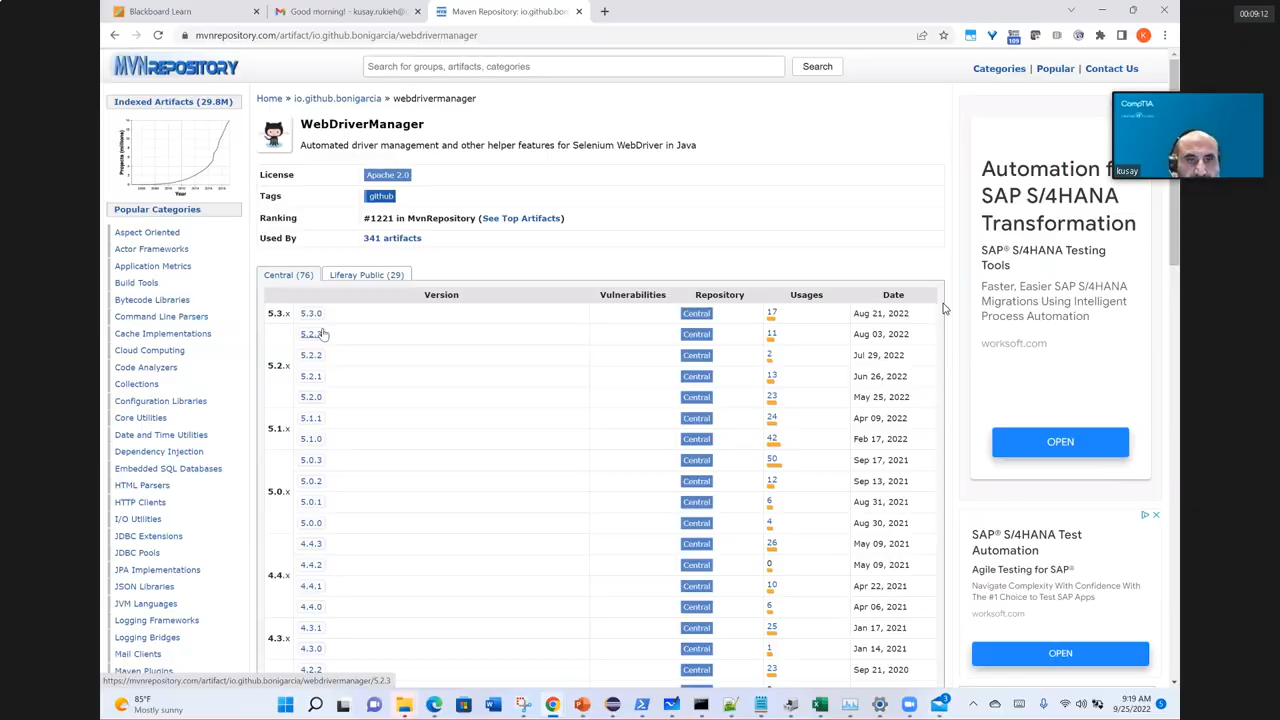 Blackboard Learn
Good morning! - kusay.rukieh@
Maven Repository: io.github.bon
00:09:12
mvnrepository.com/artifact/io.github.bonigarcia/webdrivermanager
109
K
MVNREPOSITORY
Search for groups, artifacts, categories
Search
Categories | Popular | Contact Us
Indexed Artifacts (29.8M)
Projects (millions)
Year
Popular Categories
Aspect Oriented
Actor Frameworks
Application Metrics
Build Tools
Bytecode Libraries
Command Line Parsers
Cache Implementations
Cloud Computing
Code Analyzers
Collections
Configuration Libraries
Core Utilities
Date and Time Utilities
Dependency Injection
Embedded SQL Databases
HTML Parsers
HTTP Clients
I/O Utilities
JDBC Extensions
JDBC Pools
JPA Implementations
JSON Libraries
JVM Languages
Logging Frameworks
Logging Bridges
Mail Clients
Maven Plugins
Home » io.github.bonigarcia » webdrivermanager
WebDriverManager
Automated driver management and other helper features for Selenium WebDriver in Java
License Apache 2.0
Tags github
Ranking #1221 in MvnRepository (See Top Artifacts)
Used By 341 artifacts
Central (76) Liferay Public (29)
Version Vulnerabilities Repository Usages Date
5.3.x 5.3.0 Central 17 Aug 21, 2022
5.2.3 Central 11 Aug 03, 2022
5.2.2 Central 2 Jul 29, 2022
5.2.x
5.2.1 Central 13 Jun 26, 2022
5.2.0 Central 23 May 25, 2022
5.1.1 Central 24 Apr 09, 2022
5.1.x
5.1.0 Central 42 Feb 17, 2022
5.0.3 Central 50 Sep 17, 2021
5.0.2 Central 12 Sep 13, 2021
5.0.x
5.0.1 Central 6 Aug 31, 2021
5.0.0 Central 4 Aug 30, 2021
4.4.3 Central 26 May 09, 2021
4.4.2 Central 0 May 09, 2021
4.4.x
4.4.1 Central 10 Apr 22, 2021
4.4.0 Central 6 Apr 06, 2021
4.3.1 Central 25 Jan 17, 2021
4.3.x
4.3.0 Central 1 Jan 14, 2021
4.2.2 Central 23 Sep 21, 2020
CompTIA
kusay
Automation f
SAP S/4HANA
Transformation
SAP® S/4HANA Testing
Tools
Faster, Easier SAP S/4HANA
Migrations Using Intelligent
Process Automation
worksoft.com
OPEN
SAP® S/4HANA Test
Automation
Agile Testing for SAP®
Navigate Complexity With Confidence With
The #1 Choice to Test SAP Apps
worksoft.com
OPEN
https://mvnrepository.com/artifact/io.github.bonigarcia/webdrivermanager/5.2.3
85°F
Mostly sunny
3
9:19 AM
9/25/2022
5